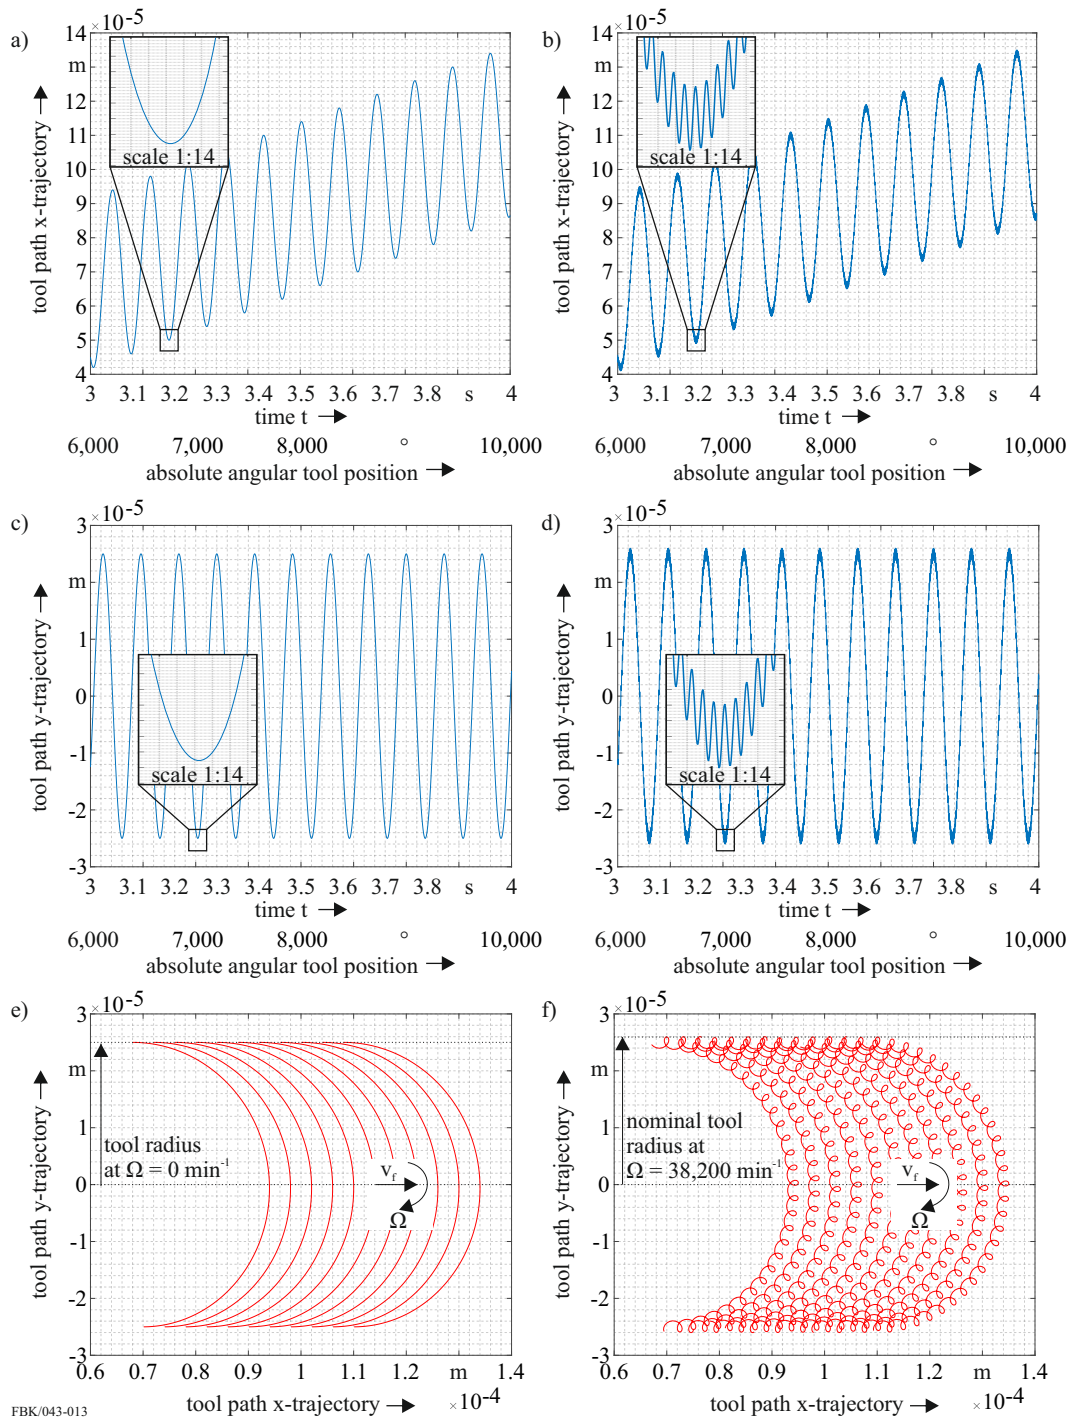 a)
×10-5
14
m
12
11
10
9
8
7
6
5
4
tool path x-trajectory
scale 1:14
3 3.1 3.2 3.3 3.4 3.5 3.6 3.7 3.8 s 4
time t
6,000 7,000 8,000 ° 10,000
absolute angular tool position
b)
×10-5
14
m
12
11
10
9
8
7
6
5
4
tool path x-trajectory
scale 1:14
3 3.1 3.2 3.3 3.4 3.5 3.6 3.7 3.8 s 4
time t
6,000 7,000 8,000 ° 10,000
absolute angular tool position
c)
×10-5
3
m
1
0
-1
-2
-3
tool path y-trajectory
scale 1:14
3 3.1 3.2 3.3 3.4 3.5 3.6 3.7 3.8 s 4
time t
6,000 7,000 8,000 ° 10,000
absolute angular tool position
d)
×10-5
3
m
1
0
-1
-2
-3
tool path y-trajectory
scale 1:14
3 3.1 3.2 3.3 3.4 3.5 3.6 3.7 3.8 s 4
time t
6,000 7,000 8,000 ° 10,000
absolute angular tool position
e)
×10-5
3
m
1
0
-1
-2
-3
tool path y-trajectory
tool radius
at Ω = 0 min-1
vf
Ω
0.6 0.7 0.8 0.9 1 1.1 1.2 m 1.4
tool path x-trajectory
×10-4
f)
×10-5
3
m
1
0
-1
-2
-3
tool path y-trajectory
nominal tool
radius at
Ω = 38,200 min-1
vf
Ω
0.6 0.7 0.8 0.9 1 1.1 1.2 m 1.4
tool path x-trajectory
×10-4
FBK/043-013